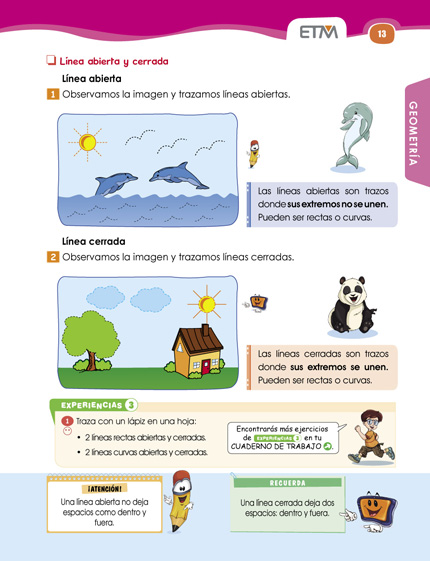 ETM
13
Línea abierta y cerrada
Línea abierta
1 Observamos la imagen y trazamos líneas abiertas.
GEOMETRÍA
Las líneas abiertas son trazos
donde sus extremos no se unen.
Pueden ser rectas o curvas.
Línea cerrada
2 Observamos la imagen y trazamos líneas cerradas.
Las líneas cerradas son trazos
donde sus extremos se unen.
Pueden ser rectas o curvas.
EXPERIENCIAS 3
1 Traza con un lápiz en una hoja:
• 2 líneas rectas abiertas y cerradas.
• 2 líneas curvas abiertas y cerradas.
Encontrarás más ejercicios
de EXPERIENCIAS 3 en tu
CUADERNO DE TRABAJO
¡ATENCIÓN!
Una línea abierta no deja
espacios como dentro y
fuera.
RECUERDA
Una línea cerrada deja dos
espacios: dentro y fuera.